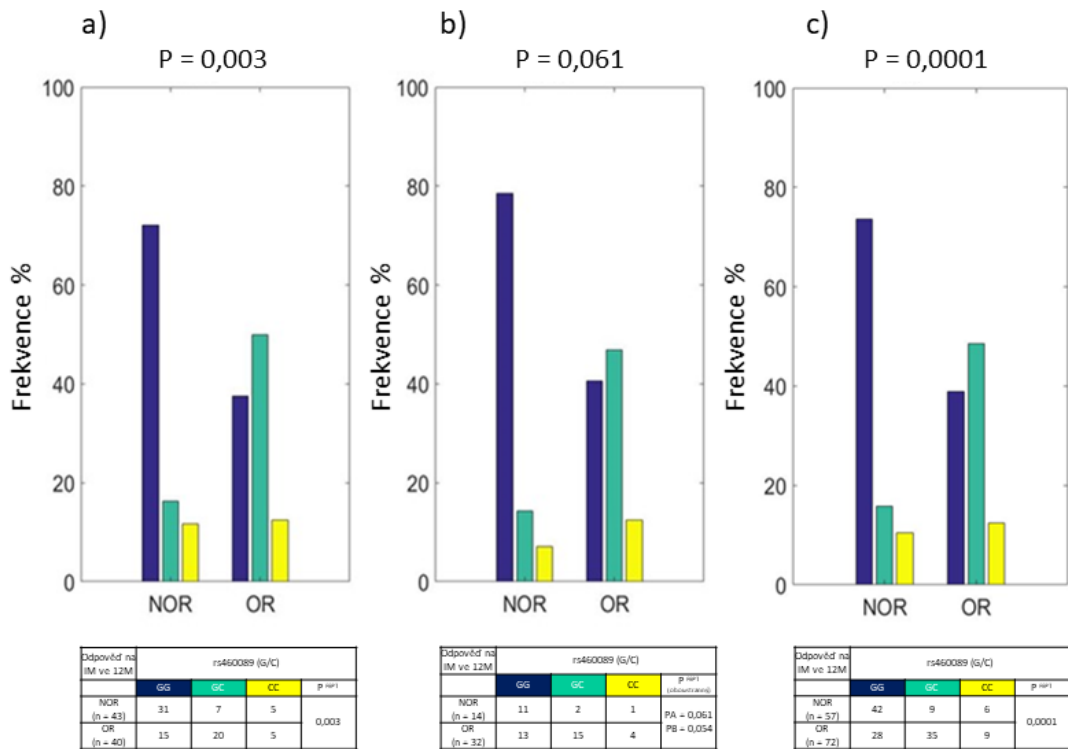 a)
P = 0,003
Frekvence %
100
80
60
40
20
0
NOR OR
b)
P = 0,061
Frekvence %
100
80
60
40
20
0
NOR OR
c)
P = 0,0001
Frekvence %
100
80
60
40
20
0
NOR OR
Odpověď na IM ve 12M rs460089 (G/C)
GG GC CC P
NOR (n = 43) 31 7 5 0,003
OR (n = 40) 15 20 5
Odpověď na IM ve 12M rs460089 (G/C)
GG GC CC P
NOR (n = 14) 11 2 1 PA = 0,061
OR (n = 32) 13 15 4 PB = 0,054
Odpověď na IM ve 12M rs460089 (G/C)
GG GC CC P
NOR (n = 57) 42 9 6 0,0001
OR (n = 72) 28 35 9